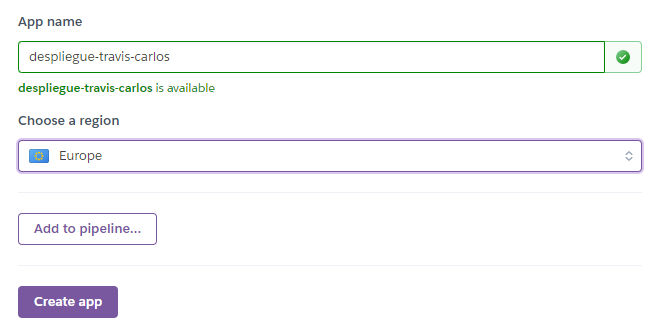 App name
despliegue-travis-carlos
despliegue-travis-carlos is available
Choose a region
Europe
Add to pipeline...
Create app